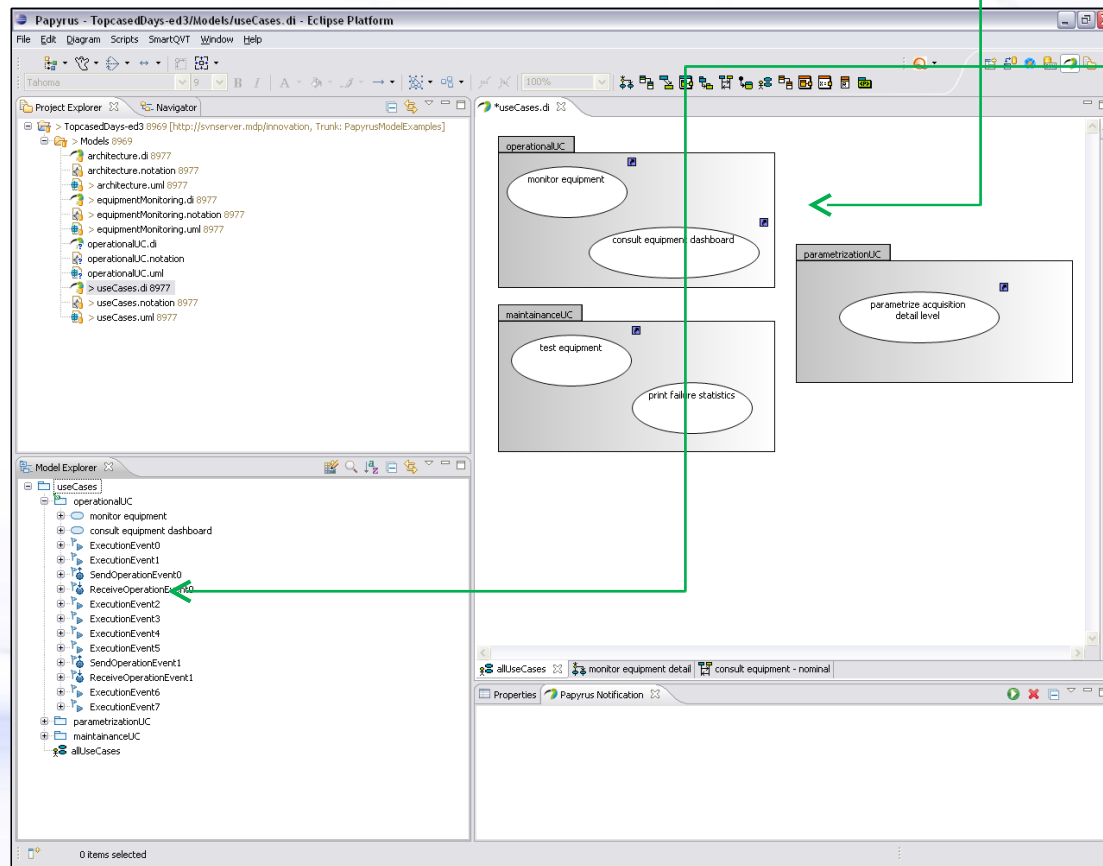 Papyrus - TopcasedDays-ed3/Models/useCases.di - Eclipse Platform
File Edit Diagram Scripts SmartQVT Window Help
Tahoma 9 B I A 100%
Project Explorer Navigator
> TopcasedDays-ed3 8969 [http://svnserver.mdp/innovation, Trunk: PapyrusModelExamples]
> Models 8969
architecture.di 8977
architecture.notation 8977
> architecture.uml 8977
> equipmentMonitoring.di 8977
> equipmentMonitoring.notation 8977
> equipmentMonitoring.uml 8977
operationalUC.di
operationalUC.notation
operationalUC.uml
> useCases.di 8977
> useCases.notation 8977
> useCases.uml 8977
*useCases.di
operationalUC
monitor equipment
consult equipment dashboard
parametrizationUC
parametrize acquisition
detail level
maintainanceUC
test equipment
print failure statistics
Model Explorer
useCases
operationalUC
monitor equipment
consult equipment dashboard
ExecutionEvent0
ExecutionEvent1
SendOperationEvent0
ReceiveOperationEvent0
ExecutionEvent2
ExecutionEvent3
ExecutionEvent4
ExecutionEvent5
SendOperationEvent1
ReceiveOperationEvent1
ExecutionEvent6
ExecutionEvent7
parametrizationUC
maintainanceUC
allUseCases
allUseCases monitor equipment detail consult equipment - nominal
Properties Papyrus Notification
0 items selected